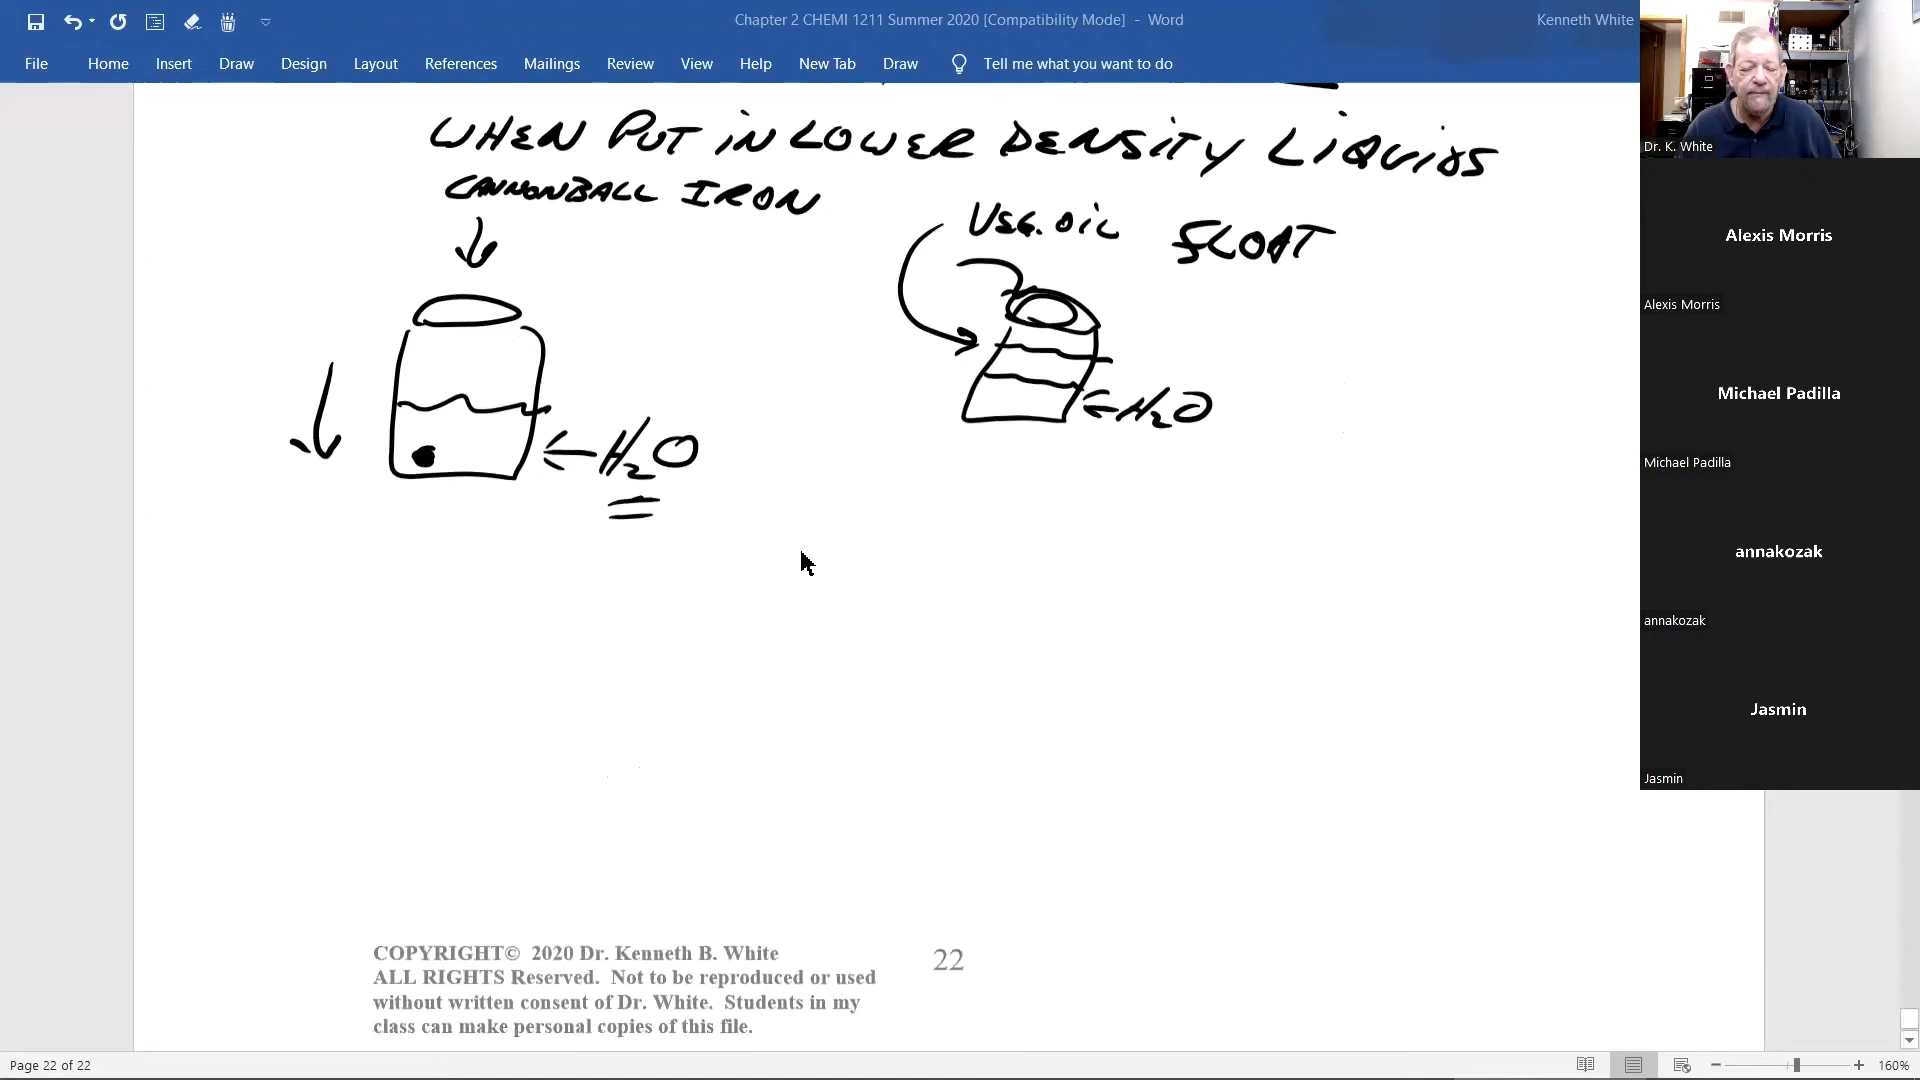 Chapter 2 CHEMI 1211 Summer 2020 [Compatibility Mode] - Word
Kenneth White
File Home Insert Draw Design Layout References Mailings Review View Help New Tab Draw Tell me what you want to do
WHEN PUT IN LOWER DENSITY LIQUIDS
CANNONBALL IRON
VEG. OIL FLOAT
H2O
H2O
COPYRIGHT© 2020 Dr. Kenneth B. White
ALL RIGHTS Reserved. Not to be reproduced or used
without written consent of Dr. White. Students in my
class can make personal copies of this file.
22
Dr. K. White
Alexis Morris
Alexis Morris
Michael Padilla
Michael Padilla
annakozak
annakozak
Jasmin
Jasmin
Page 22 of 22
160%